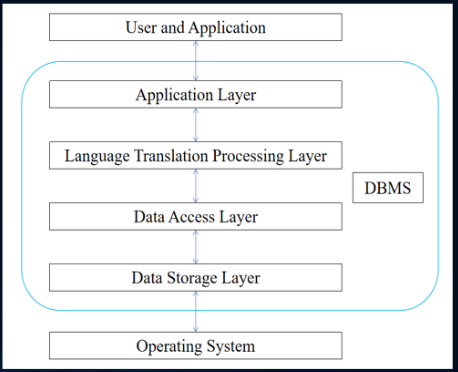 User and Application
Application Layer
Language Translation Processing Layer
DBMS
Data Access Layer
Data Storage Layer
Operating System